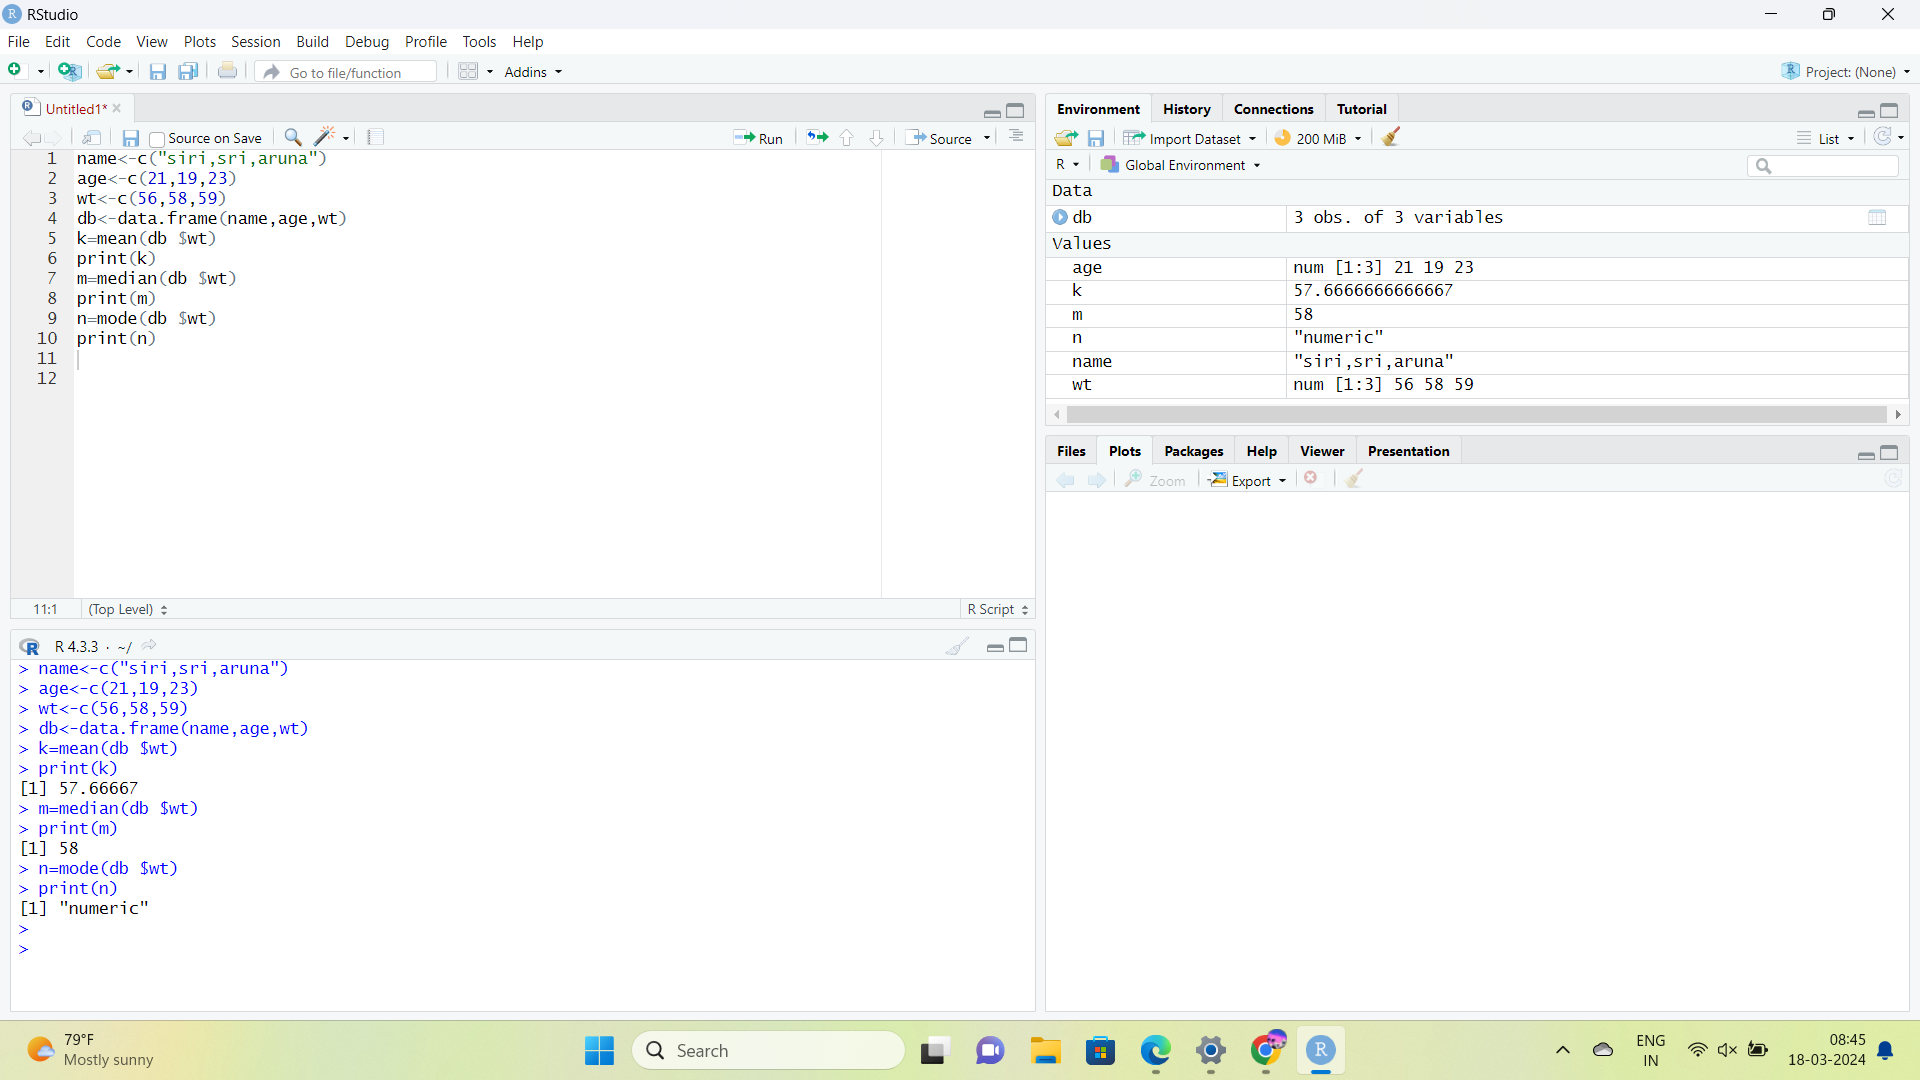 RStudio
File Edit Code View Plots Session Build Debug Profile Tools Help
Go to file/function Addins Project: (None)
Untitled1*
Source on Save Run Source
1 name<-c("siri,sri,aruna")
2 age<-c(21,19,23)
3 wt<-c(56,58,59)
4 db<-data.frame(name,age,wt)
5 k=mean(db $wt)
6 print(k)
7 m=median(db $wt)
8 print(m)
9 n=mode(db $wt)
10 print(n)
11
12
11:1 (Top Level) R Script
R 4.3.3 · ~/
> name<-c("siri,sri,aruna")
> age<-c(21,19,23)
> wt<-c(56,58,59)
> db<-data.frame(name,age,wt)
> k=mean(db $wt)
> print(k)
[1] 57.66667
> m=median(db $wt)
> print(m)
[1] 58
> n=mode(db $wt)
> print(n)
[1] "numeric"
>
>
Environment History Connections Tutorial
Import Dataset 200 MiB List
R Global Environment
Data
db 3 obs. of 3 variables
Values
age num [1:3] 21 19 23
k 57.6666666666667
m 58
n "numeric"
name "siri,sri,aruna"
wt num [1:3] 56 58 59
Files Plots Packages Help Viewer Presentation
Zoom Export
79°F
Mostly sunny
Search
ENG
IN
08:45
18-03-2024